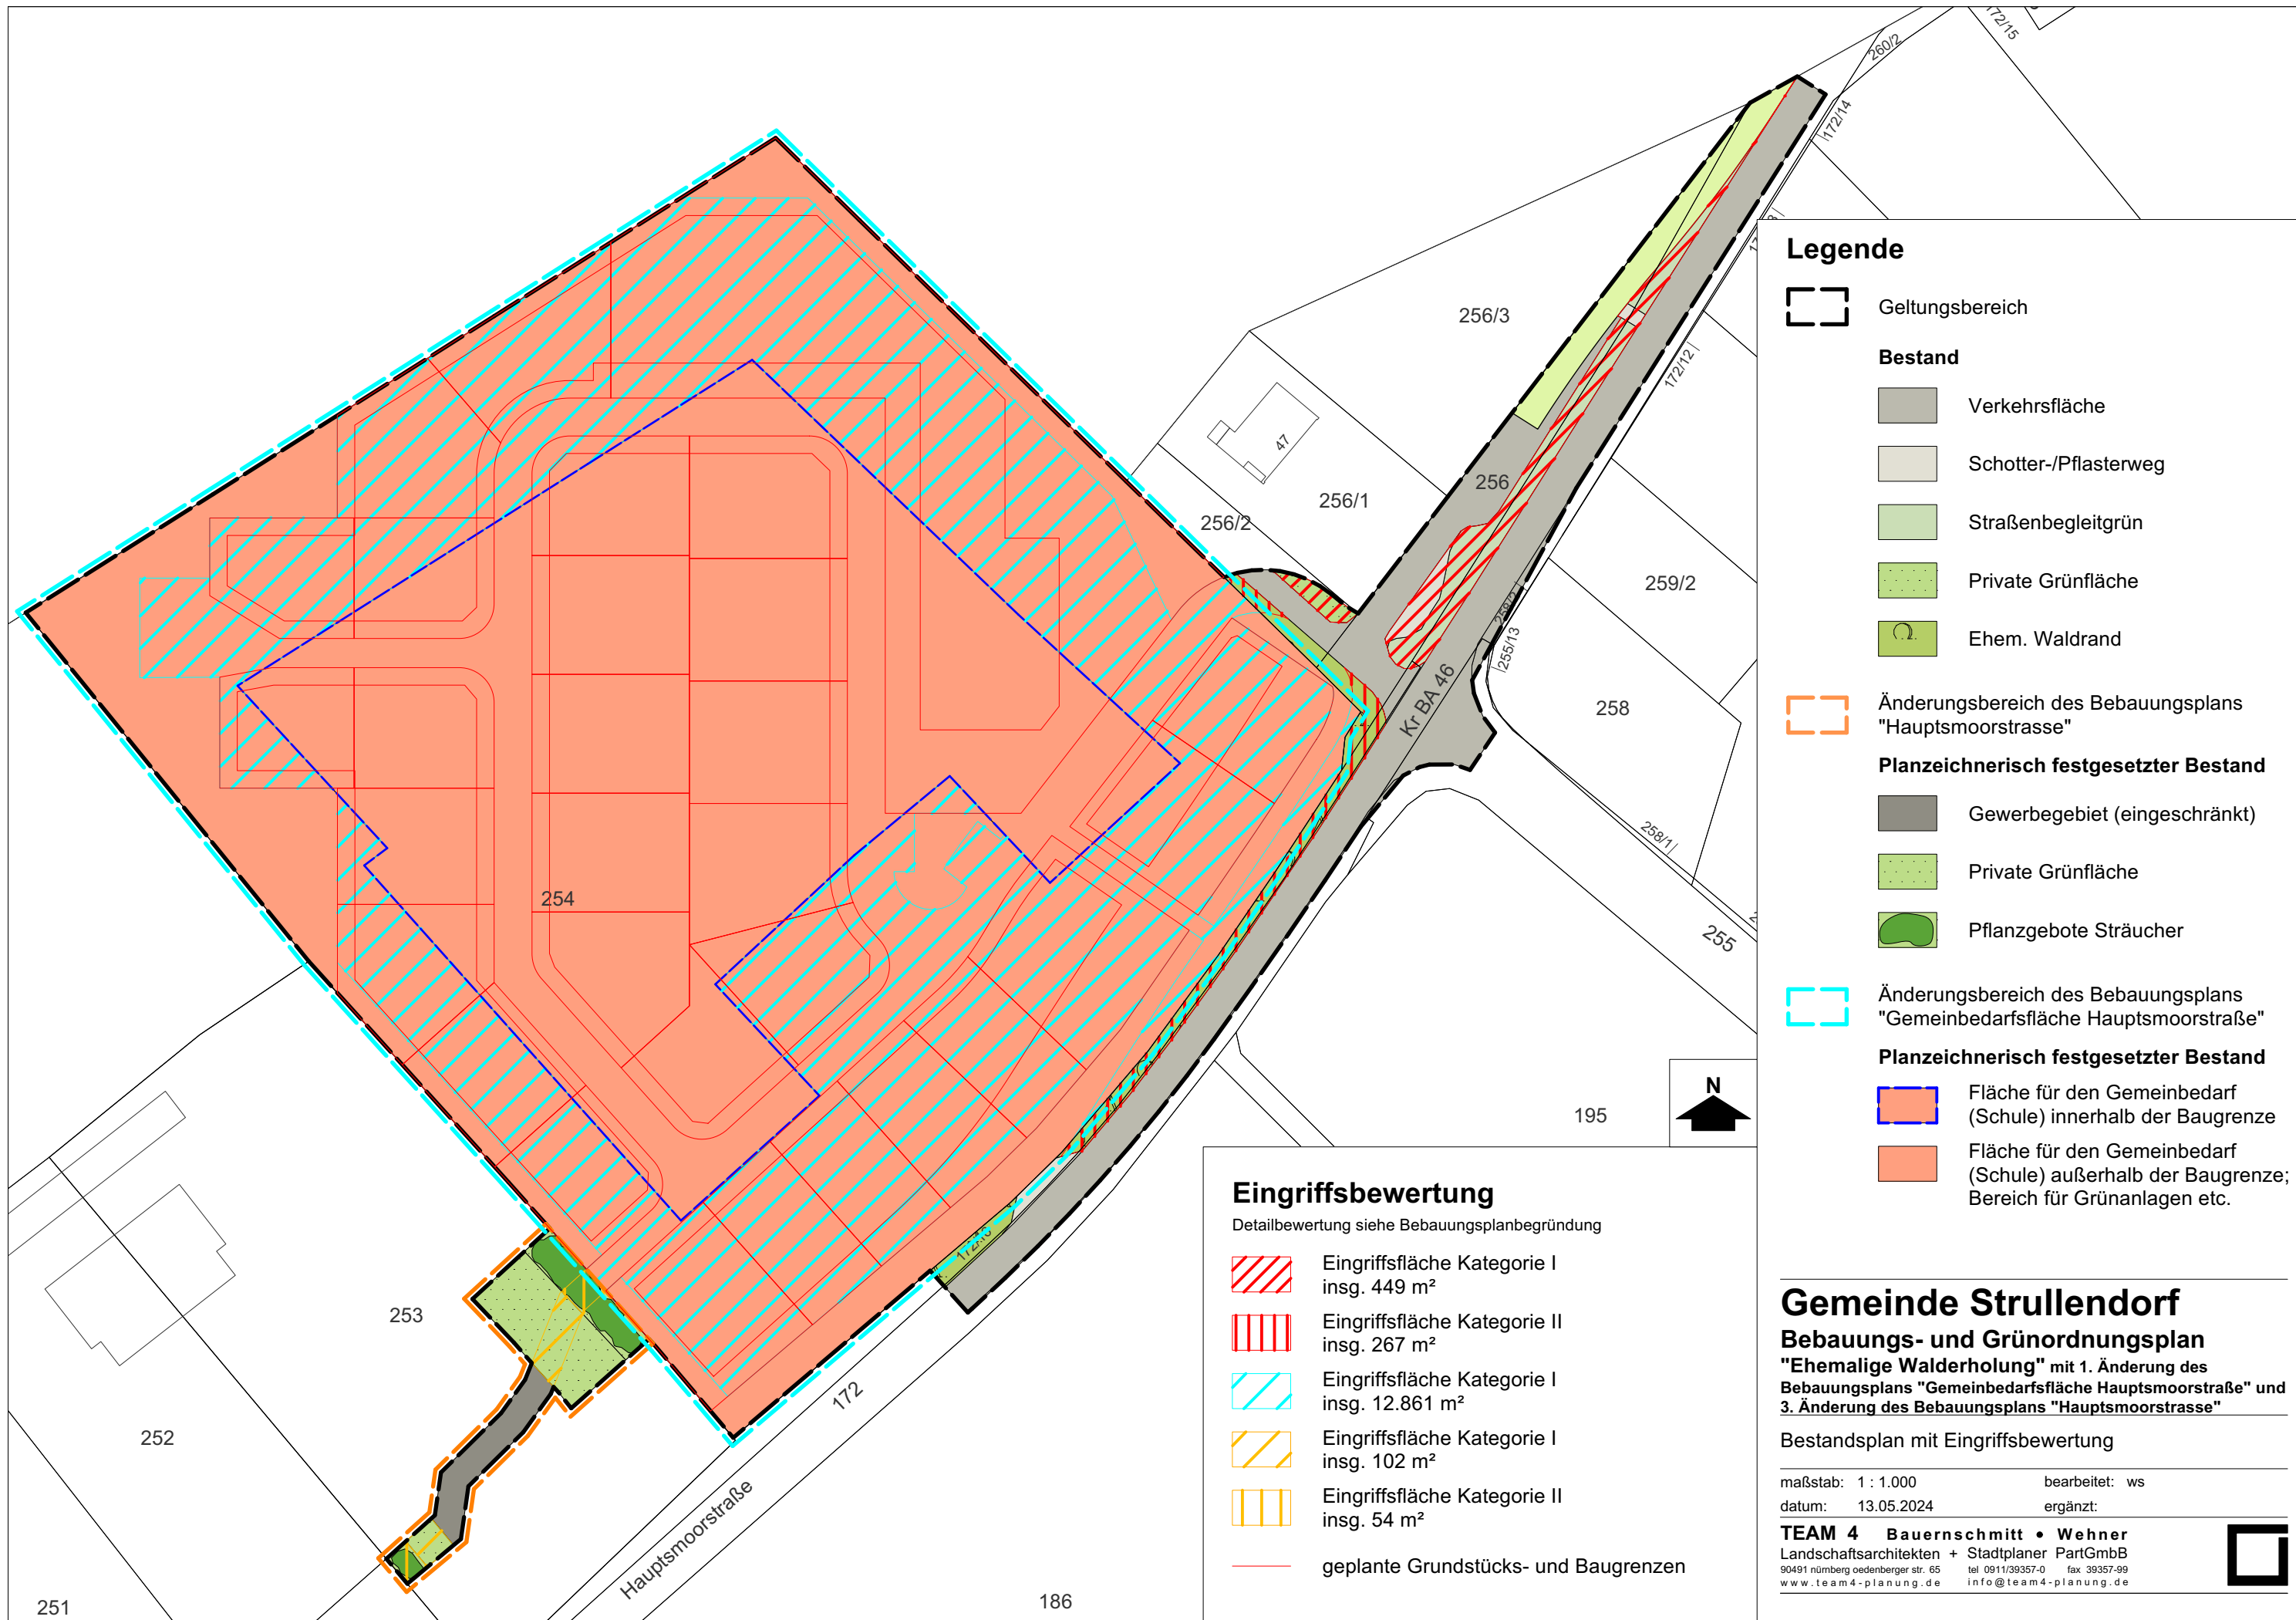 172/15
260/2
172/14
256/3
172/12
47
256/1
256
256/2
259/2
258/2
255/13
258
Kr BA 46
258/1
254
255
195
N
253
172
252
Hauptsmoorstraße
251
186
Legende
Geltungsbereich
Bestand
Verkehrsfläche
Schotter-/Pflasterweg
Straßenbegleitgrün
Private Grünfläche
Ehem. Waldrand
Änderungsbereich des Bebauungsplans
"Hauptsmoorstrasse"
Planzeichnerisch festgesetzter Bestand
Gewerbegebiet (eingeschränkt)
Private Grünfläche
Pflanzgebote Sträucher
Änderungsbereich des Bebauungsplans
"Gemeinbedarfsfläche Hauptsmoorstraße"
Planzeichnerisch festgesetzter Bestand
Fläche für den Gemeinbedarf
(Schule) innerhalb der Baugrenze
Fläche für den Gemeinbedarf
(Schule) außerhalb der Baugrenze;
Bereich für Grünanlagen etc.
Eingriffsbewertung
Detailbewertung siehe Bebauungsplanbegründung
Eingriffsfläche Kategorie I
insg. 449 m²
Eingriffsfläche Kategorie II
insg. 267 m²
Eingriffsfläche Kategorie I
insg. 12.861 m²
Eingriffsfläche Kategorie I
insg. 102 m²
Eingriffsfläche Kategorie II
insg. 54 m²
geplante Grundstücks- und Baugrenzen
Gemeinde Strullendorf
Bebauungs- und Grünordnungsplan
"Ehemalige Walderholung" mit 1. Änderung des
Bebauungsplans "Gemeinbedarfsfläche Hauptsmoorstraße" und
3. Änderung des Bebauungsplans "Hauptsmoorstrasse"
Bestandsplan mit Eingriffsbewertung
maßstab: 1 : 1.000 bearbeitet: ws
datum: 13.05.2024 ergänzt:
TEAM 4 Bauernschmitt • Wehner
Landschaftsarchitekten + Stadtplaner PartGmbB
90491 nürnberg oedenberger str. 65 tel 0911/39357-0 fax 39357-99
www.team4-planung.de info@team4-planung.de